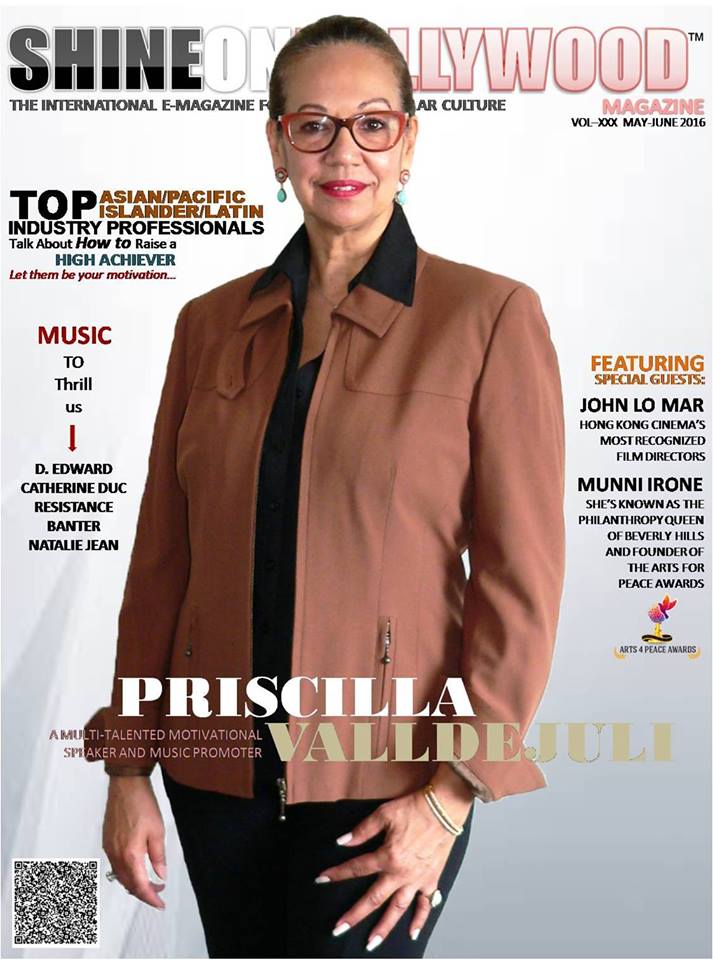 SHINEONHOLLYWOOD™
THE INTERNATIONAL E-MAGAZINE FOR CULTURE
MAGAZINE
VOL–XXX MAY-JUNE 2016
TOP ASIAN/PACIFIC
ISLANDER/LATIN
INDUSTRY PROFESSIONALS
Talk About How to Raise a
HIGH ACHIEVER
Let them be your motivation...
MUSIC
TO
Thrill
us
D. EDWARD
CATHERINE DUC
RESISTANCE
BANTER
NATALIE JEAN
FEATURING
SPECIAL GUESTS:
JOHN LO MAR
HONG KONG CINEMA'S
MOST RECOGNIZED
FILM DIRECTORS
MUNNI IRONE
SHE'S KNOWN AS THE
PHILANTHROPY QUEEN
OF BEVERLY HILLS
AND FOUNDER OF
THE ARTS FOR
PEACE AWARDS
ARTS 4 PEACE AWARDS
PRISCILLA
VALLDEJULI
A MULTI-TALENTED MOTIVATIONAL
SPEAKER AND MUSIC PROMOTER